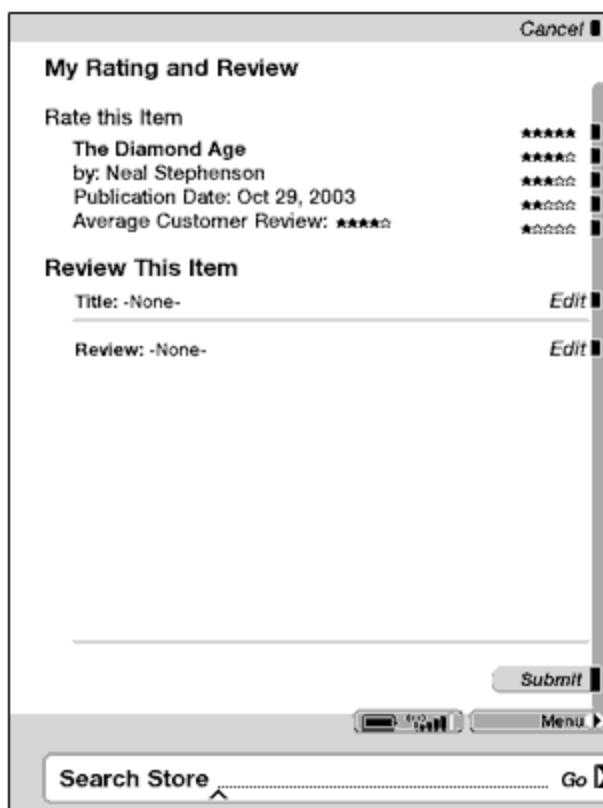 Cancel
My Rating and Review
Rate this Item
The Diamond Age
by: Neal Stephenson
Publication Date: Oct 29, 2003
Average Customer Review: ★★★★☆
★★★★★
★★★★☆
★★★☆☆
★★☆☆☆
★☆☆☆☆
Review This Item
Title: -None- Edit
Review: -None- Edit
Submit
Menu
Search Store Go